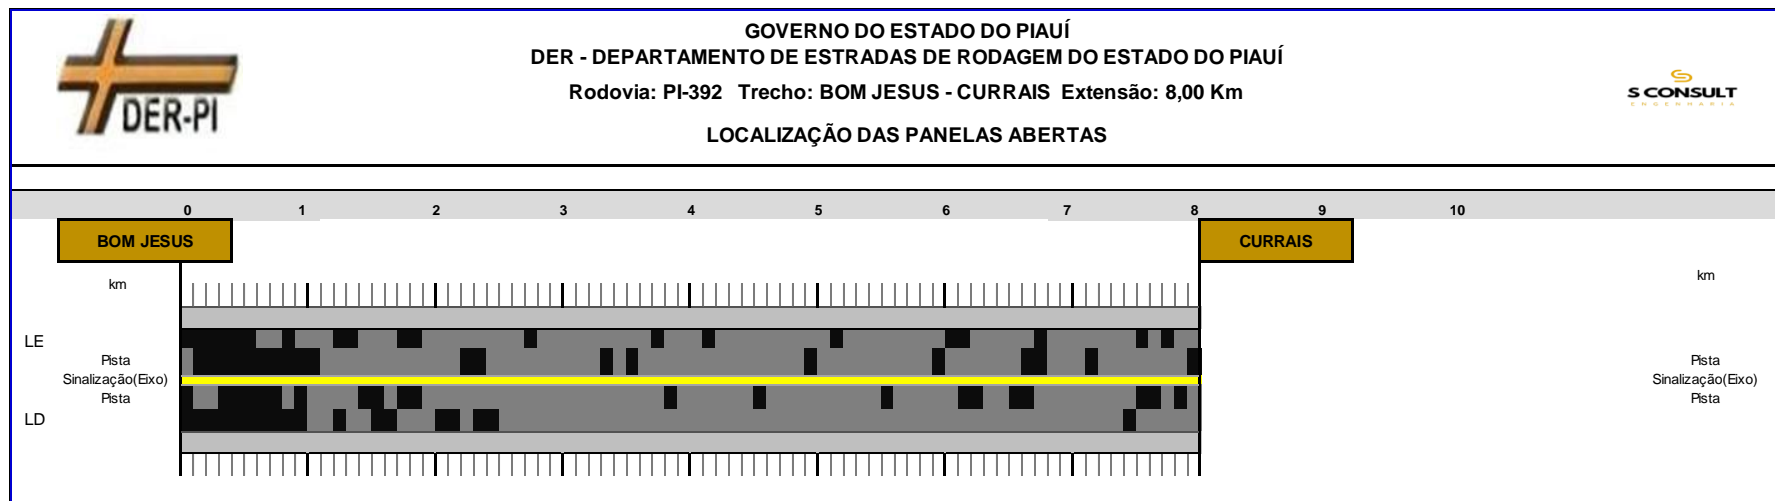 GOVERNO DO ESTADO DO PIAUÍ
DER - DEPARTAMENTO DE ESTRADAS DE RODAGEM DO ESTADO DO PIAUÍ
Rodovia: PI-392 Trecho: BOM JESUS - CURRAIS Extensão: 8,00 Km
LOCALIZAÇÃO DAS PANELAS ABERTAS
DER-PI
S CONSULT
ENGENHARIA
0 1 2 3 4 5 6 7 8 9 10
BOM JESUS CURRAIS
km km
LE
Pista Pista
Sinalização(Eixo) Sinalização(Eixo)
Pista Pista
LD